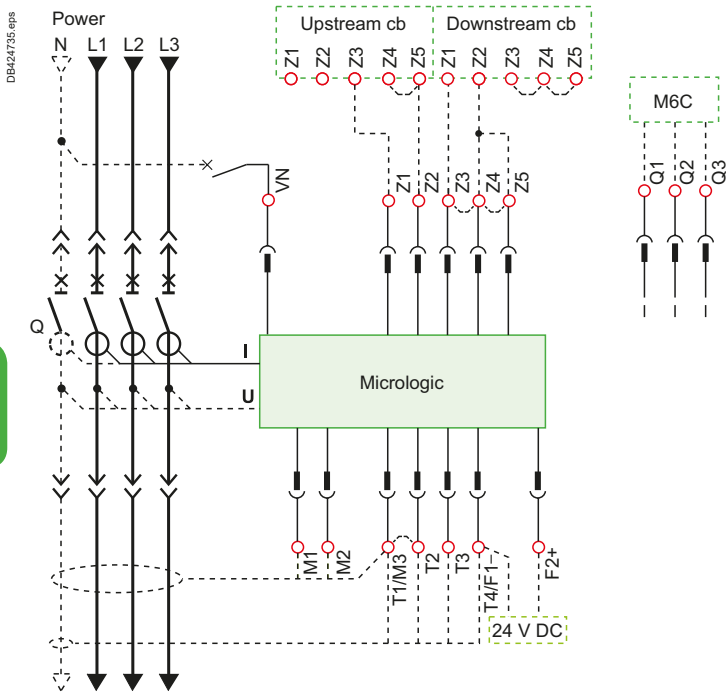 DB424735.eps
Power
N L1 L2 L3
Upstream cb Downstream cb
Z1 Z2 Z3 Z4 Z5 Z1 Z2 Z3 Z4 Z5
M6C
Q1 Q2 Q3
VN
Z1 Z2 Z3 Z4 Z5
Q
I
U
Micrologic
M1 M2 T1/M3 T2 T3 T4/F1– F2+
24 V DC